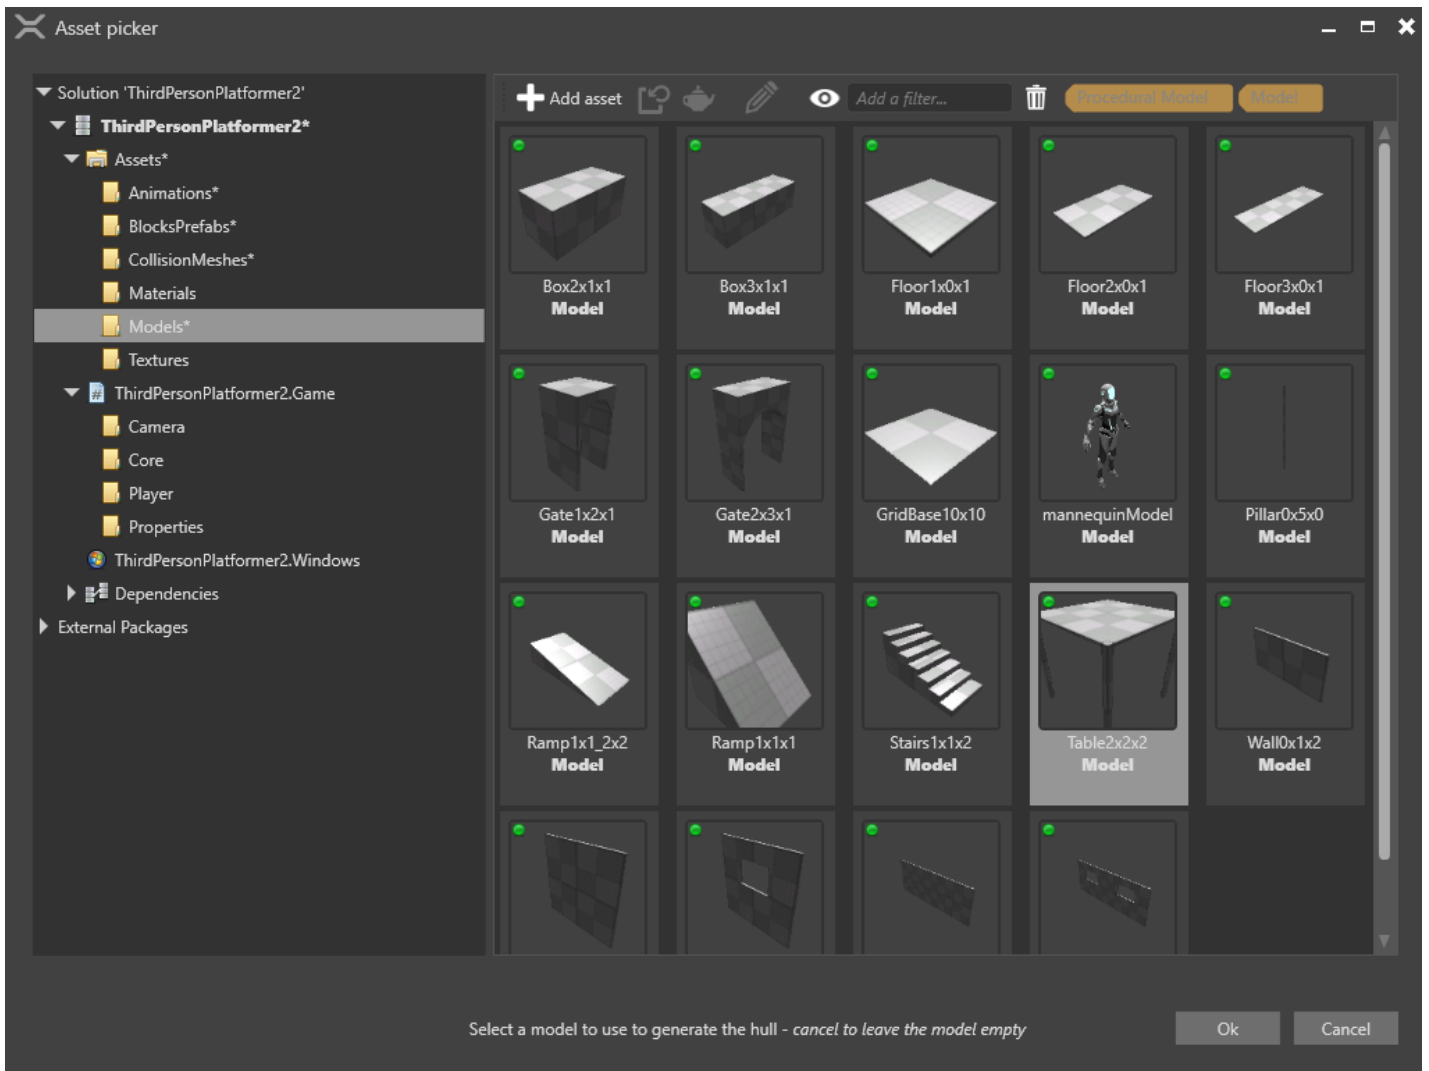 Asset picker
Solution 'ThirdPersonPlatformer2'
ThirdPersonPlatformer2*
Assets*
Animations*
BlocksPrefabs*
CollisionMeshes*
Materials
Models*
Textures
ThirdPersonPlatformer2.Game
Camera
Core
Player
Properties
ThirdPersonPlatformer2.Windows
Dependencies
External Packages
Add asset
Add a filter...
Procedural Model
Model
Box2x1x1
Model
Box3x1x1
Model
Floor1x0x1
Model
Floor2x0x1
Model
Floor3x0x1
Model
Gate1x2x1
Model
Gate2x3x1
Model
GridBase10x10
Model
mannequinModel
Model
Pillar0x5x0
Model
Ramp1x1_2x2
Model
Ramp1x1x1
Model
Stairs1x1x2
Model
Table2x2x2
Model
Wall0x1x2
Model
Select a model to use to generate the hull - cancel to leave the model empty
Ok
Cancel